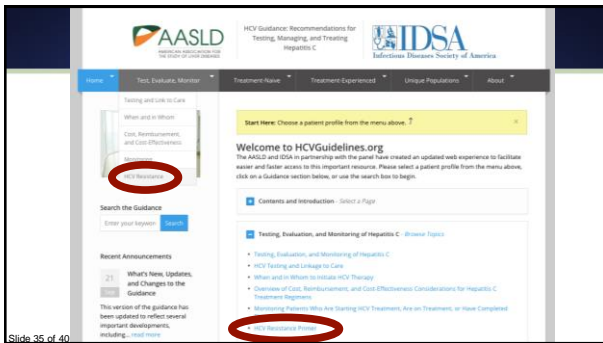 AASLD
AMERICAN ASSOCIATION FOR
THE STUDY OF LIVER DISEASES
HCV Guidance: Recommendations for
Testing, Managing, and Treating
Hepatitis C
IDSA
Infectious Diseases Society of America
Home
Test, Evaluate, Monitor
Treatment-Naive
Treatment-Experienced
Unique Populations
About
Testing and Link to Care
When and in Whom
Cost, Reimbursement,
and Cost-Effectiveness
Monitoring
HCV Resistance
Start Here: Choose a patient profile from the menu above. ?
×
Welcome to HCVGuidelines.org
The AASLD and IDSA in partnership with the panel have created an updated web experience to facilitate
easier and faster access to this important resource. Please select a patient profile from the menu above,
click on a Guidance section below, or use the search box to begin.
Contents and Introduction - Select a Page
Search the Guidance
Enter your keywor
Search
Testing, Evaluation, and Monitoring of Hepatitis C - Browse Topics
• Testing, Evaluation, and Monitoring of Hepatitis C
• HCV Testing and Linkage to Care
• When and in Whom to Initiate HCV Therapy
• Overview of Cost, Reimbursement, and Cost-Effectiveness Considerations for Hepatitis C
Treatment Regimens
• Monitoring Patients Who Are Starting HCV Treatment, Are on Treatment, or Have Completed
• HCV Resistance Primer
Recent Announcements
21
What's New, Updates,
and Changes to the
Guidance
This version of the guidance has
been updated to reflect several
important developments,
including... read more
Slide 35 of 40